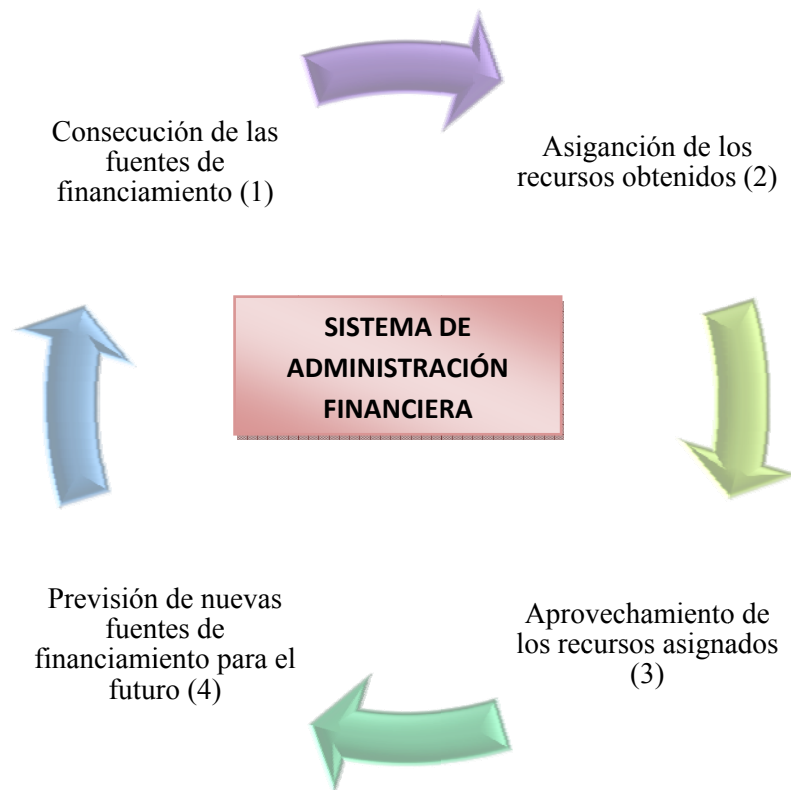 Consecución de las
fuentes de
financiamiento (1)
Asigancón de los
recursos obtenidos (2)
SISTEMA DE
ADMINISTRACIÓN
FINANCIERA
Aprovechamiento de
los recursos asignados
(3)
Previsión de nuevas
fuentes de
financiamiento para el
futuro (4)